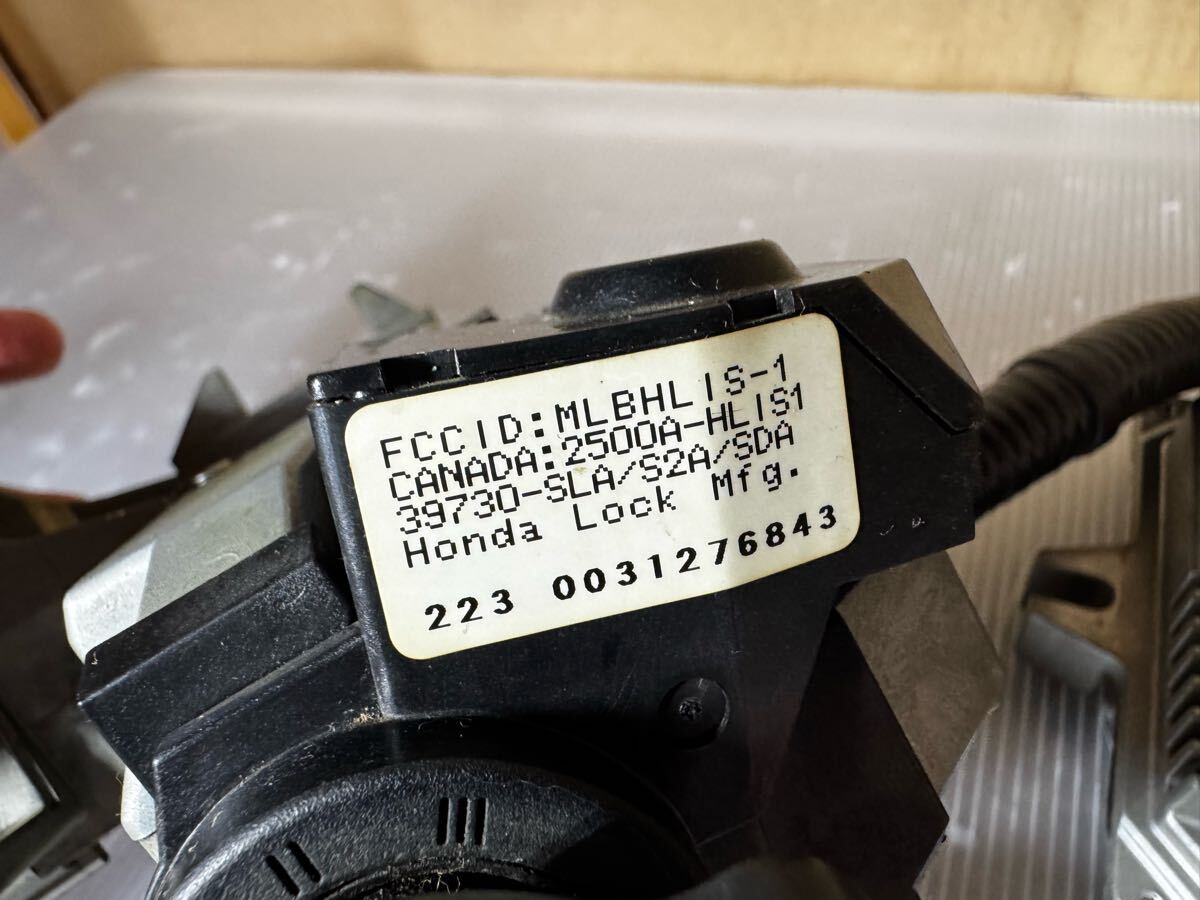 FCCID:MLBHLIS-1
CANADA:2500A-HLIS1
39730-SLA/S2A/SDA
Honda Lock Mfg.
223 0031276843